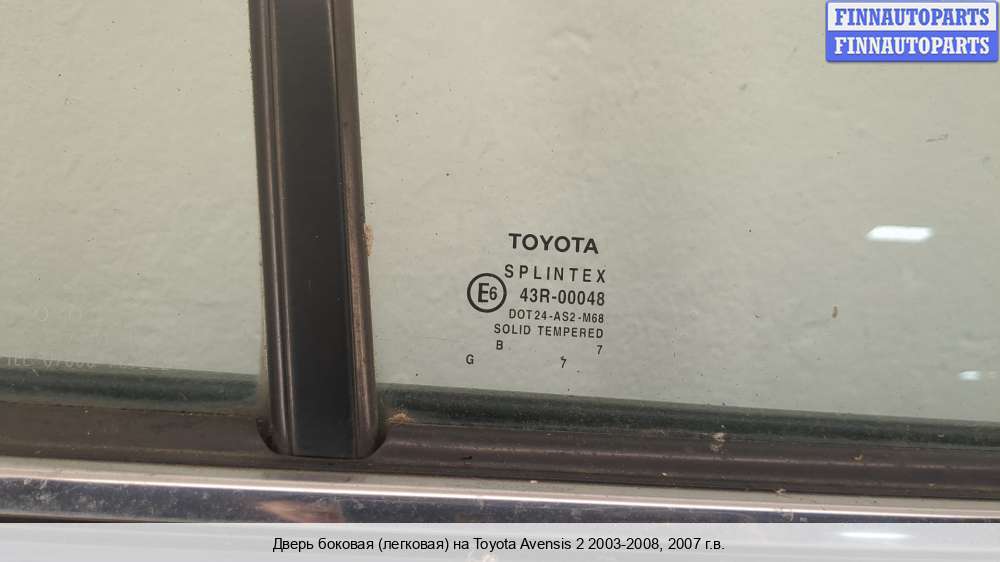 FINNAUTOPARTS
FINNAUTOPARTS
TOYOTA
SPLINTEX
E6 43R-00048
DOT24-AS2-M68
SOLID TEMPERED
B 7
G 7
Дверь боковая (легковая) на Toyota Avensis 2 2003-2008, 2007 г.в.